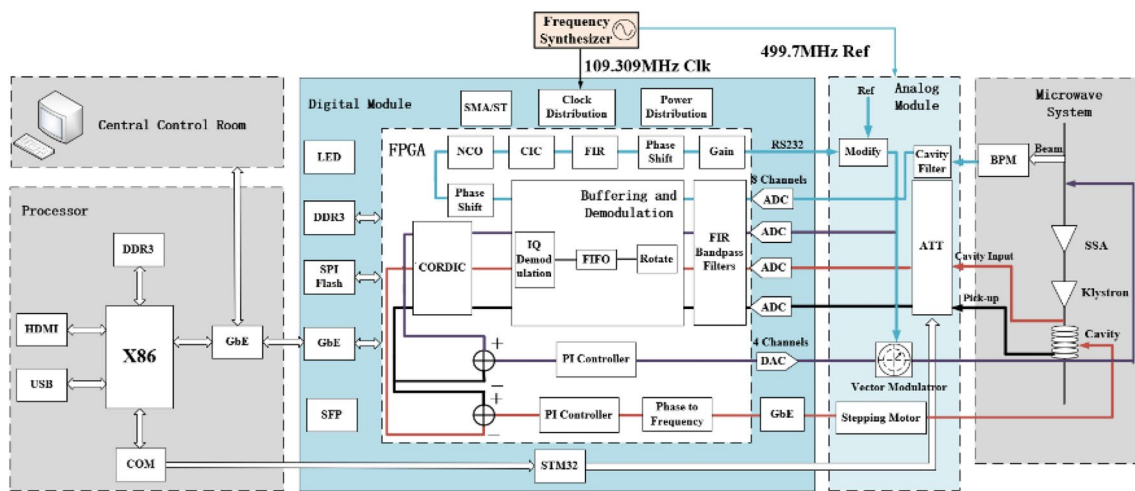 Frequency
Synthesizer
499.7MHz Ref
109.309MHz Clk
Central Control Room
Processor
DDR3
HDMI
X86
GbE
USB
COM
Digital Module
SMA/ST
Clock
Distribution
Power
Distribution
LED
DDR3
SPI
Flash
GbE
SFP
FPGA
NCO
CIC
FIR
Phase
Shift
Gain
RS232
Phase
Shift
Buffering and
Demodulation
8 Channels
ADC
ADC
ADC
ADC
CORDIC
IQ
Demod
ulation
FIFO
Rotate
FIR
Bandpass
Filters
+
−
PI Controller
4 Channels
DAC
+
−
PI Controller
Phase to
Frequency
GbE
STM32
Analog
Module
Ref
Modify
Cavity
Filter
ATT
Vector Modulatror
Stepping Motor
Microwave
System
BPM
Beam
SSA
Cavity Input
Klystron
Pick-up
Cavity